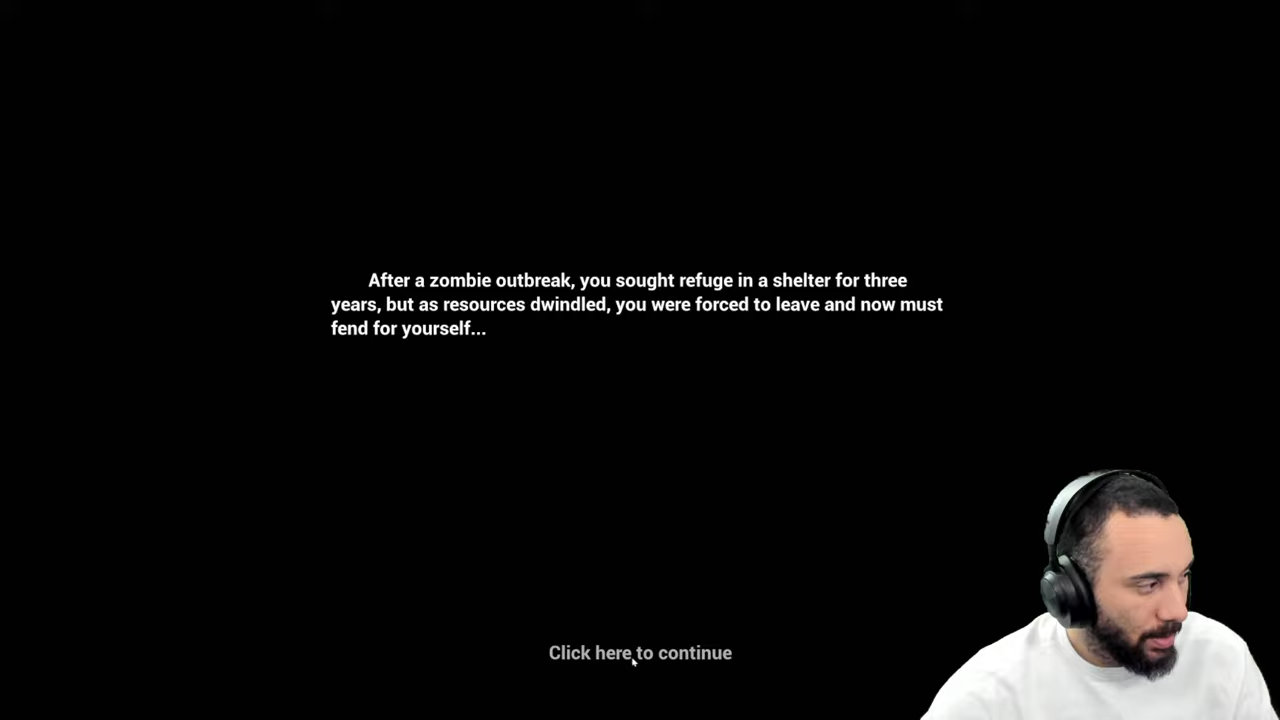 After a zombie outbreak, you sought refuge in a shelter for three
years, but as resources dwindled, you were forced to leave and now must
fend for yourself...
Click here to continue